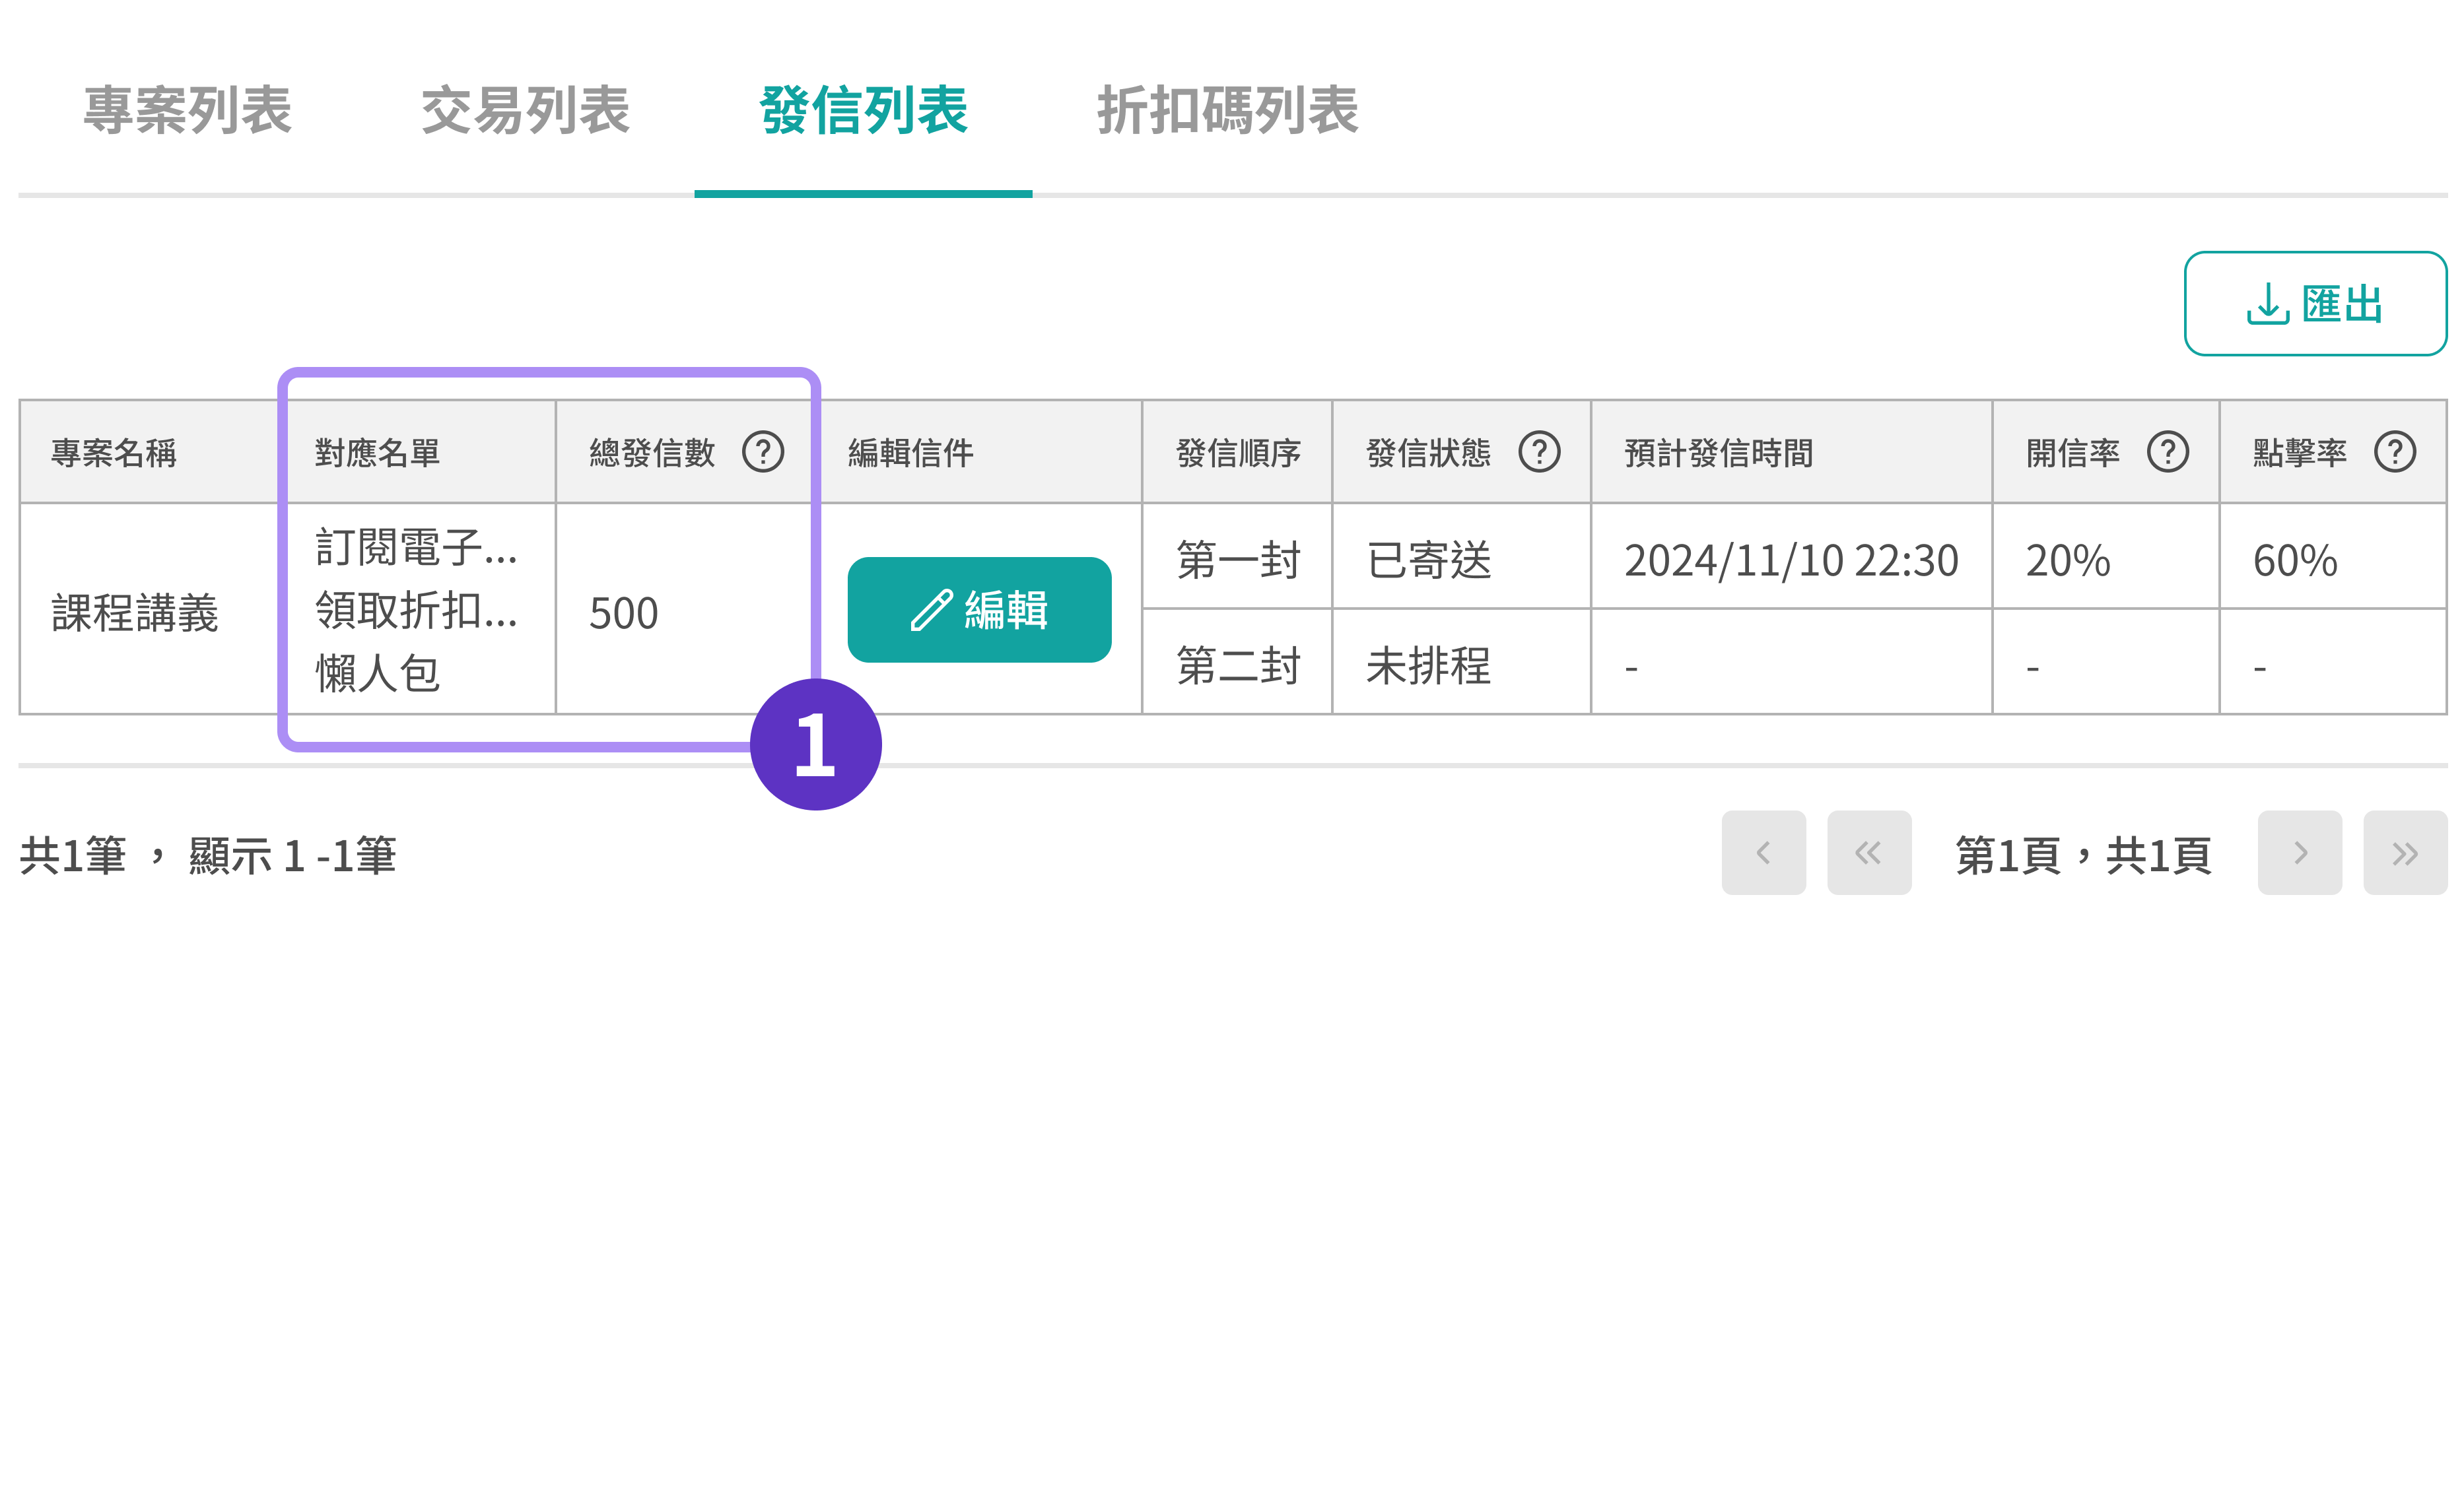 專案列表 交易列表 發信列表 折扣碼列表
匯出
專案名稱 對應名單 總發信數 ? 編輯信件 發信順序 發信狀態 ? 預計發信時間 開信率 ? 點擊率 ?
課程講義
訂閱電子...
領取折扣...
懶人包
500
編輯
第一封 已寄送 2024/11/10 22:30 20% 60%
第二封 未排程 - - -
1
共1筆 , 顯示 1 -1筆
第1頁,共1頁